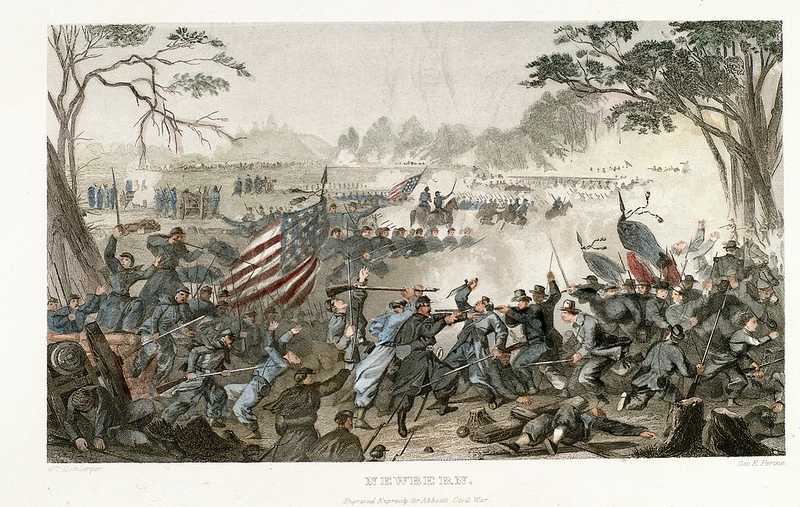 Geo. E. Perine.
NEWBERN.
Engraved Expressly for Abbott's Civil War.